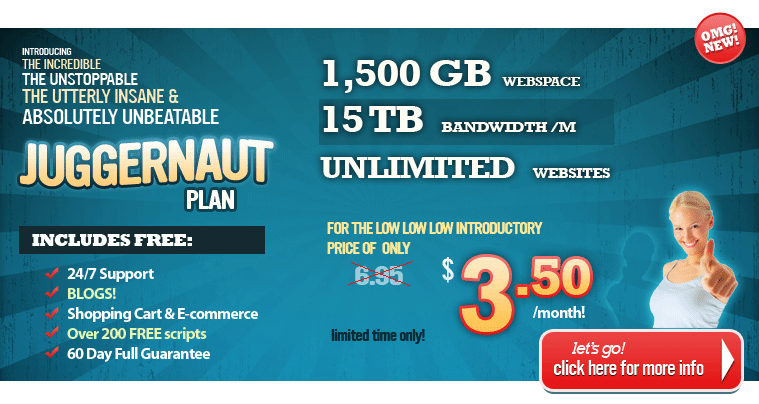 OMG!
NEW!
INTRODUCING
THE INCREDIBLE
THE UNSTOPPABLE
THE UTTERLY INSANE &
ABSOLUTELY UNBEATABLE
JUGGERNAUT
PLAN
INCLUDES FREE:
24/7 Support
BLOGS!
Shopping Cart & E-commerce
Over 200 FREE scripts
60 Day Full Guarantee
1,500 GB WEBSPACE
15 TB BANDWIDTH /M
UNLIMITED WEBSITES
FOR THE LOW LOW LOW INTRODUCTORY
PRICE OF ONLY
6.95
$3.50
/month!
limited time only!
let's go!
click here for more info